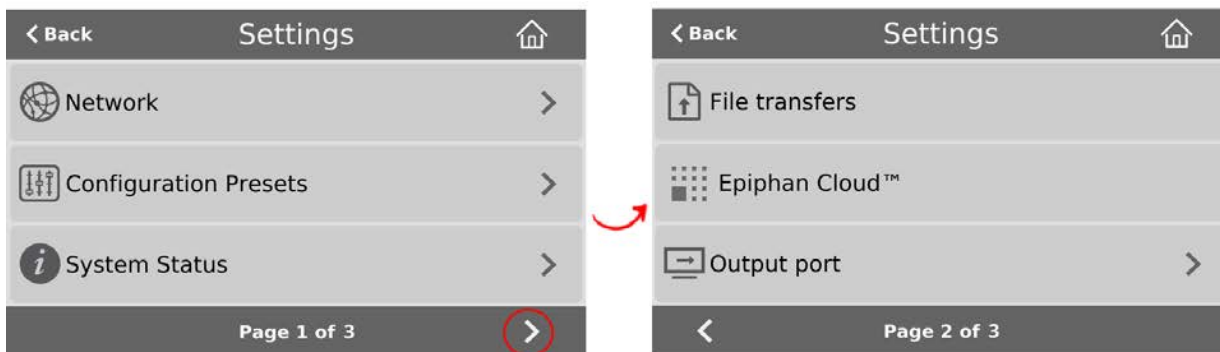 Back Settings
Network
Configuration Presets
System Status
Page 1 of 3
Back Settings
File transfers
Epiphan Cloud™
Output port
Page 2 of 3